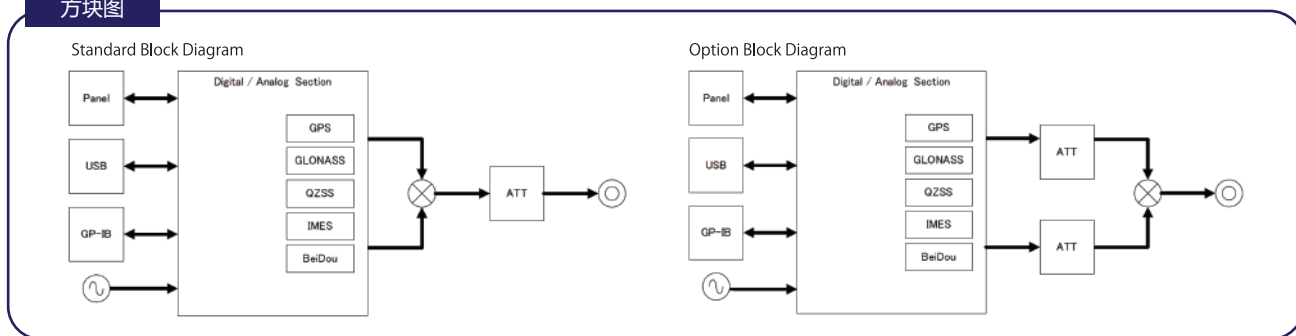 方块图
Standard Block Diagram
Digital / Analog Section
Panel
USB
GP-IB
GPS
GLONASS
QZSS
IMES
BeiDou
ATT
Option Block Diagram
Digital / Analog Section
Panel
USB
GP-IB
GPS
GLONASS
QZSS
IMES
BeiDou
ATT
ATT